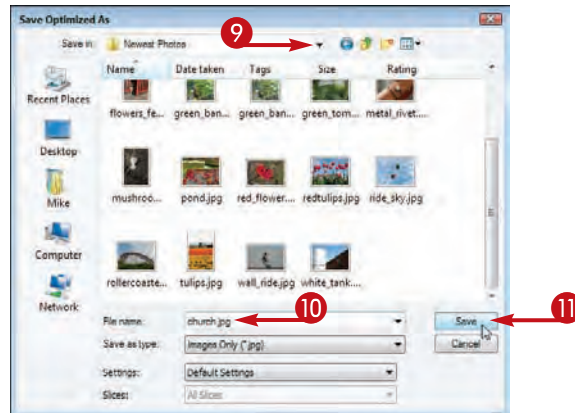 Save Optimized As
Save in: Newest Photos
9
Name Date taken Tags Size Rating
Recent Places
Desktop
Mike
Computer
Network
flowers_fe... green_ban... green_ban... green_tom... metal_rivet....
mushroo... pond.jpg red_flower.... redtulips.jpg ride_sky.jpg
rollercoaste... tulips.jpg wall_ride.jpg white_tank....
File name: church.jpg
10
Save
11
Save as type: Images Only (*.jpg)
Cancel
Settings: Default Settings
Slices: All Slices